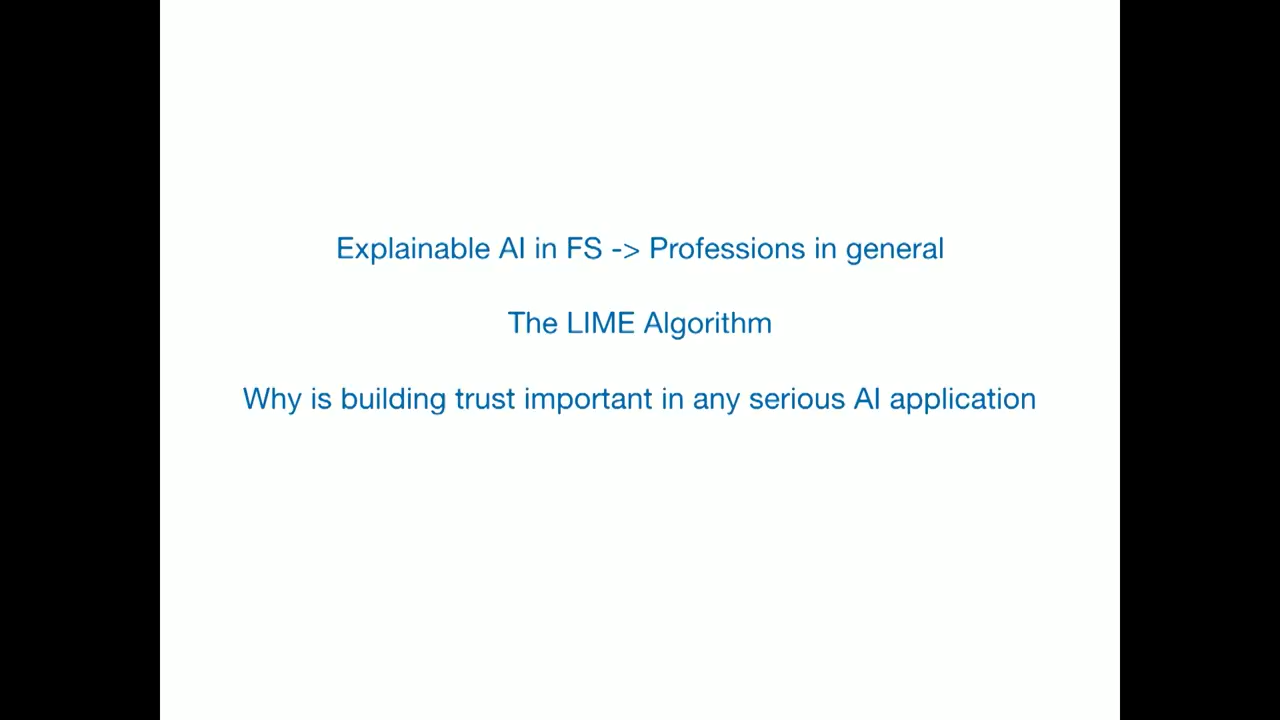 Explainable AI in FS -> Professions in general
The LIME Algorithm
Why is building trust important in any serious AI application